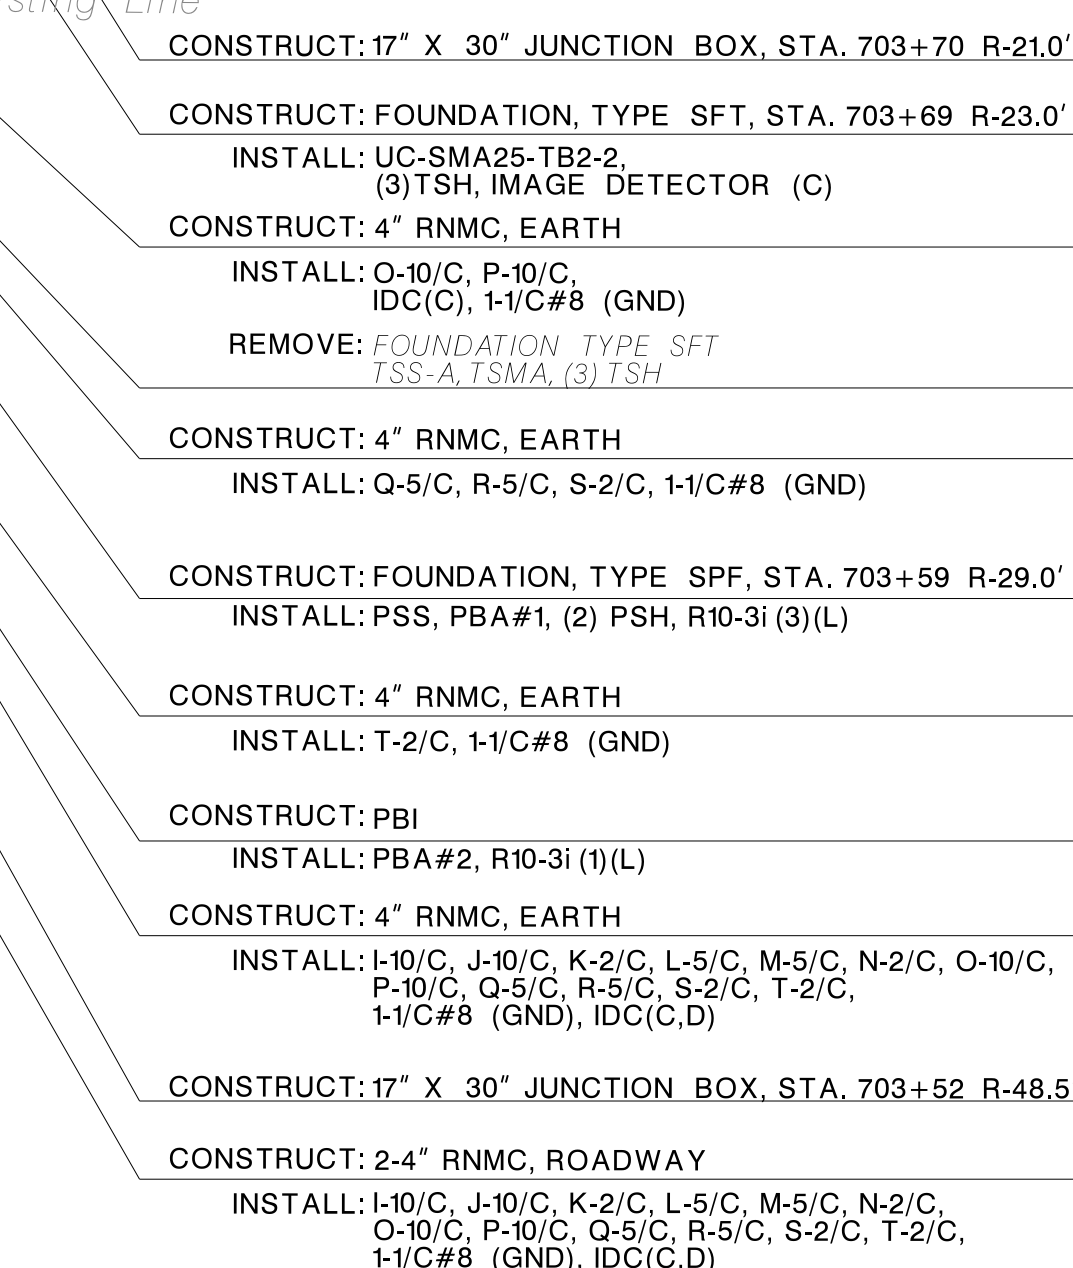 Line
CONSTRUCT: 17" X 30" JUNCTION BOX, STA. 703+70 R-21.0'
CONSTRUCT: FOUNDATION, TYPE SFT, STA. 703+69 R-23.0'
INSTALL: UC-SMA25-TB2-2,
(3)TSH, IMAGE DETECTOR (C)
CONSTRUCT: 4" RNMC, EARTH
INSTALL: O-10/C, P-10/C,
IDC(C), 1-1/C#8 (GND)
REMOVE: FOUNDATION TYPE SFT
TSS-A, TSMA, (3) TSH
CONSTRUCT: 4" RNMC, EARTH
INSTALL: Q-5/C, R-5/C, S-2/C, 1-1/C#8 (GND)
CONSTRUCT: FOUNDATION, TYPE SPF, STA. 703+59 R-29.0'
INSTALL: PSS, PBA#1, (2) PSH, R10-3i (3)(L)
CONSTRUCT: 4" RNMC, EARTH
INSTALL: T-2/C, 1-1/C#8 (GND)
CONSTRUCT: PBI
INSTALL: PBA#2, R10-3i (1)(L)
CONSTRUCT: 4" RNMC, EARTH
INSTALL: I-10/C, J-10/C, K-2/C, L-5/C, M-5/C, N-2/C, O-10/C,
P-10/C, Q-5/C, R-5/C, S-2/C, T-2/C,
1-1/C#8 (GND), IDC(C,D)
CONSTRUCT: 17" X 30" JUNCTION BOX, STA. 703+52 R-48.5
CONSTRUCT: 2-4" RNMC, ROADWAY
INSTALL: I-10/C, J-10/C, K-2/C, L-5/C, M-5/C, N-2/C,
O-10/C, P-10/C, Q-5/C, R-5/C, S-2/C, T-2/C,
1-1/C#8 (GND), IDC(C,D)